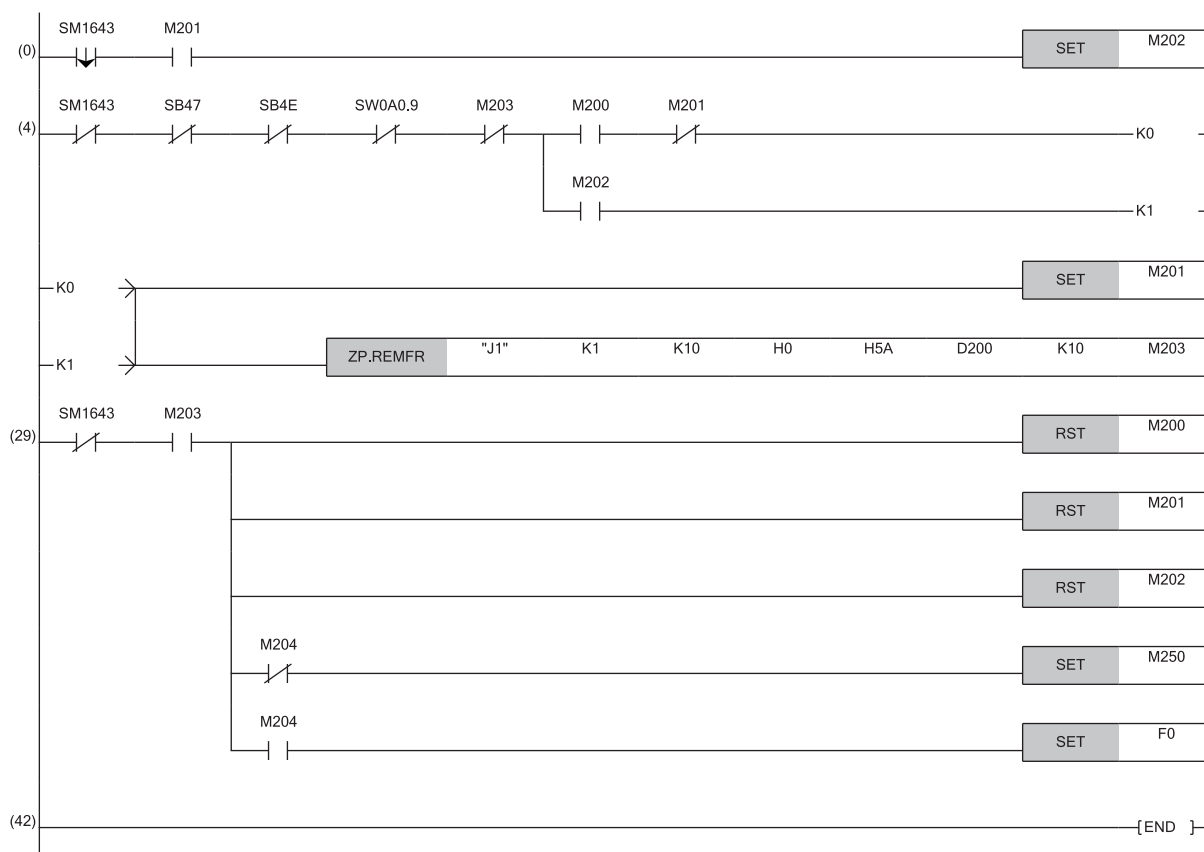 SM1643 M201
(0) SET M202
SM1643 SB47 SB4E SW0A0.9 M203 M200 M201
(4) K0
M202
K1
K0 SET M201
K1 ZP.REMFR "J1" K1 K10 H0 H5A D200 K10 M203
SM1643 M203
(29) RST M200
RST M201
RST M202
M204
SET M250
M204
SET F0
(42) [END ]